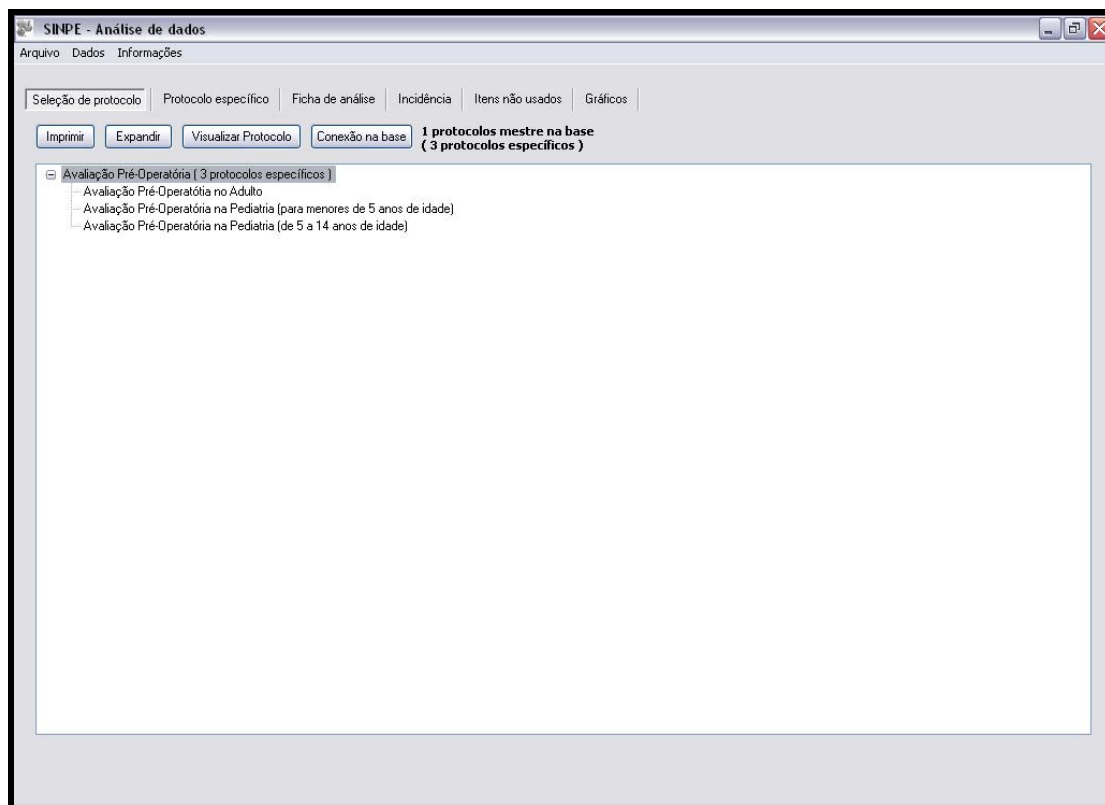 SINPE - Análise de dados
Arquivo Dados Informações
Seleção de protocolo Protocolo específico Ficha de análise Incidência Itens não usados Gráficos
Imprimir Expandir Visualizar Protocolo Conexão na base 1 protocolos mestre na base
( 3 protocolos específicos )
Avaliação Pré-Operatória ( 3 protocolos específicos )
Avaliação Pré-Operatótia no Adulto
Avaliação Pré-Operatória na Pediatria (para menores de 5 anos de idade)
Avaliação Pré-Operatória na Pediatria (de 5 a 14 anos de idade)